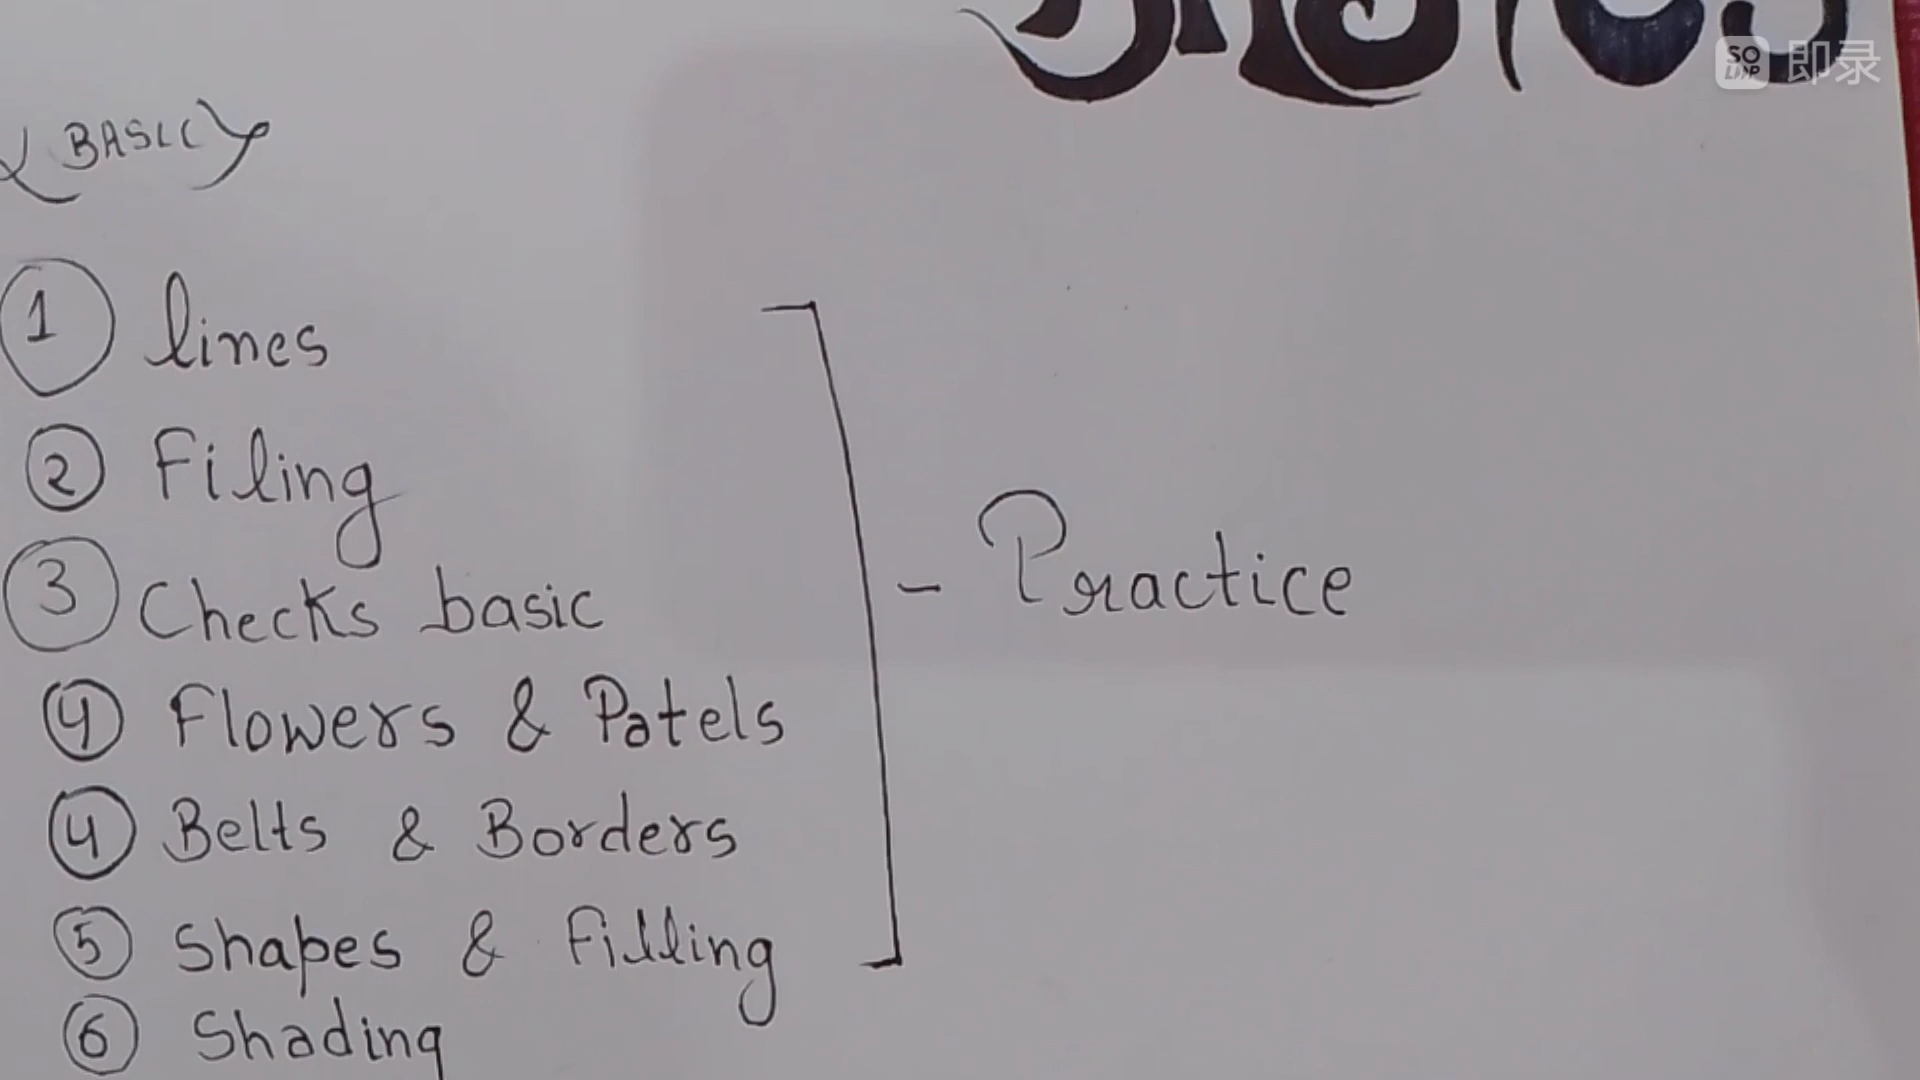 SO
LOOP 即录
BASIC
1 lines
2 Filing
3 Checks basic
4 Flowers & Patels
- Practice
4 Belts & Borders
5 Shapes & Filling
6 Shading